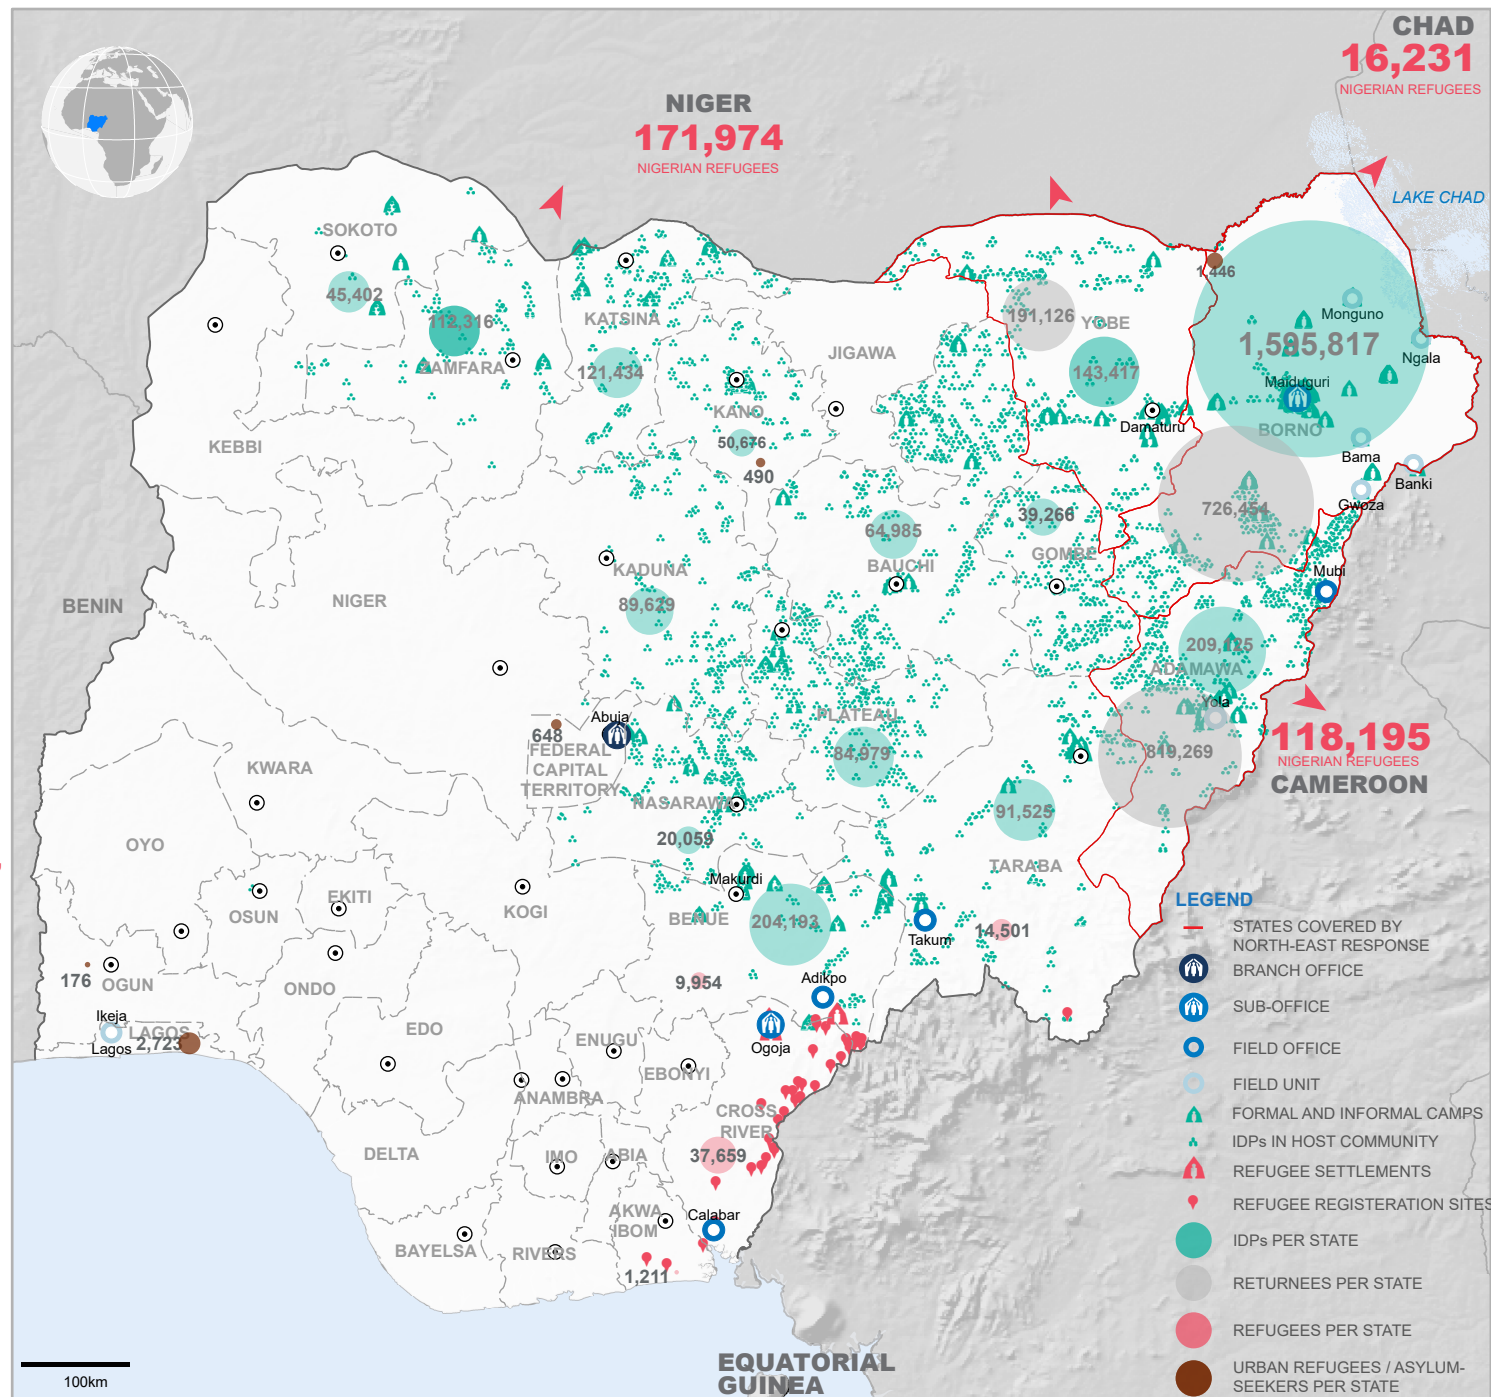 CHAD
16,231
NIGERIAN REFUGEES
NIGER
171,974
NIGERIAN REFUGEES
LAKE CHAD
SOKOTO
45,402
112,316
ZAMFARA
KATSINA
121,434
KEBBI
KANO
50,676
490
JIGAWA
191,126
YOBE
143,417
Damaturu
1,446
Monguno
1,595,817
Ngala
Maiduguri
BORNO
Bama
Banki
Gwoza
726,454
Mubi
39,266
GOMBE
64,985
BAUCHI
KADUNA
89,629
NIGER
BENIN
209,125
ADAMAWA
Yola
819,269
118,195
NIGERIAN REFUGEES
CAMEROON
PLATEAU
84,979
Abuja
648
FEDERAL
CAPITAL
TERRITORY
NASARAWA
20,059
91,525
TARABA
KWARA
OYO
OSUN
EKITI
KOGI
Makurdi
BENUE
204,193
Takum
14,501
9,954
Adikpo
176
OGUN
ONDO
Ikeja
LAGOS
Lagos
2,723
EDO
ENUGU
Ogoja
EBONYI
ANAMBRA
CROSS
RIVER
37,659
DELTA
IMO
ABIA
AKWA
IBOM
Calabar
BAYELSA
RIVERS
1,211
EQUATORIAL
GUINEA
100km
LEGEND
STATES COVERED BY
NORTH-EAST RESPONSE
BRANCH OFFICE
SUB-OFFICE
FIELD OFFICE
FIELD UNIT
FORMAL AND INFORMAL CAMPS
IDPs IN HOST COMMUNITY
REFUGEE SETTLEMENTS
REFUGEE REGISTERATION SITES
IDPs PER STATE
RETURNEES PER STATE
REFUGEES PER STATE
URBAN REFUGEES / ASYLUM-
SEEKERS PER STATE